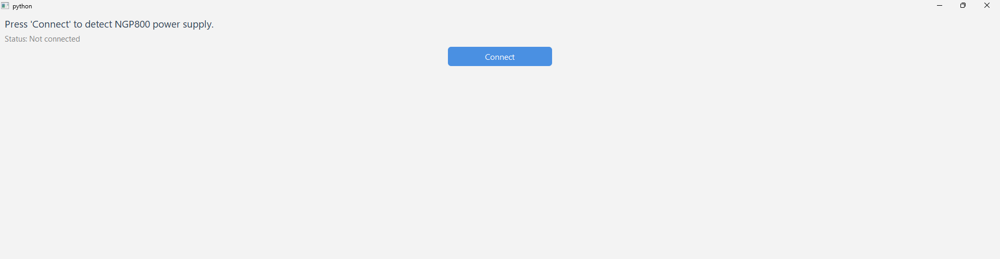 python
Press 'Connect' to detect NGP800 power supply.
Status: Not connected
Connect